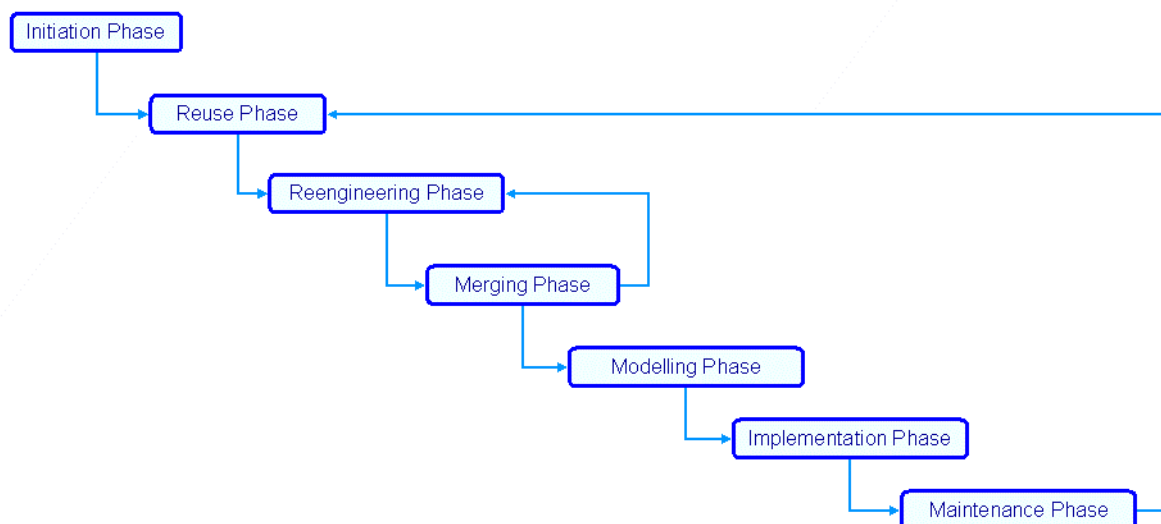 Initiation Phase
Reuse Phase
Reengineering Phase
Merging Phase
Modelling Phase
Implementation Phase
Maintenance Phase